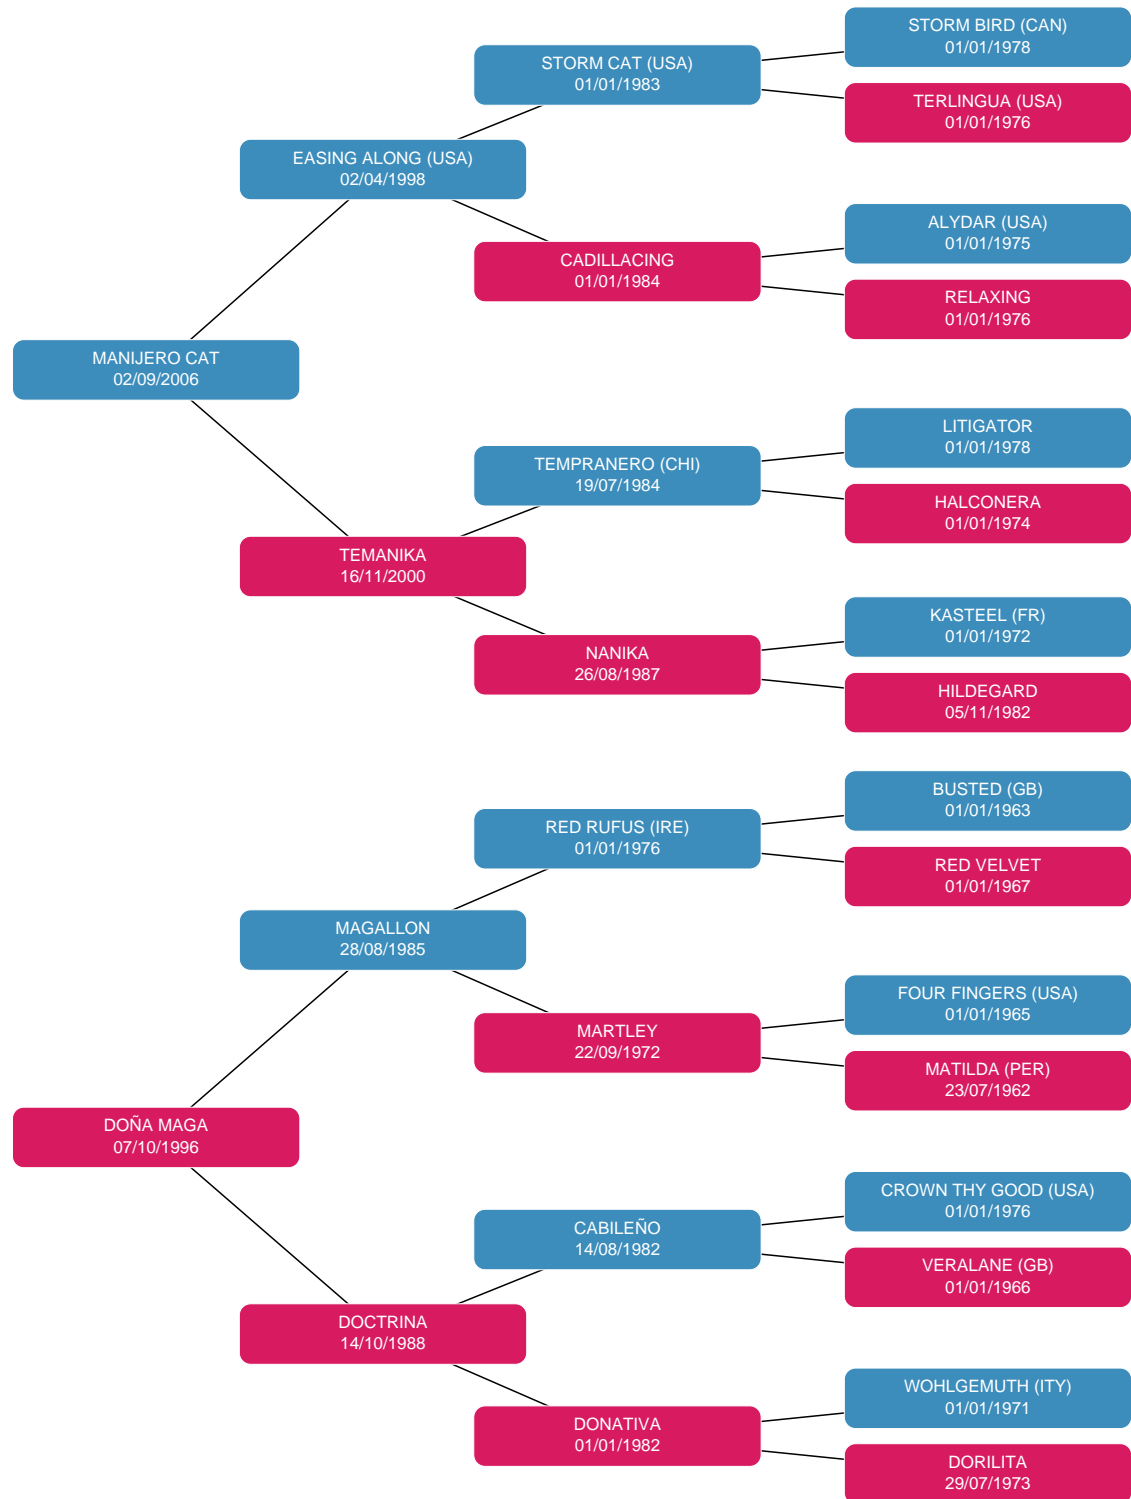 STORM BIRD (CAN)
01/01/1978
STORM CAT (USA)
01/01/1983
TERLINGUA (USA)
01/01/1976
EASING ALONG (USA)
02/04/1998
ALYDAR (USA)
01/01/1975
CADILLACING
01/01/1984
RELAXING
01/01/1976
MANIJERO CAT
02/09/2006
LITIGATOR
01/01/1978
TEMPRANERO (CHI)
19/07/1984
HALCONERA
01/01/1974
TEMANIKA
16/11/2000
KASTEEL (FR)
01/01/1972
NANIKA
26/08/1987
HILDEGARD
05/11/1982
BUSTED (GB)
01/01/1963
RED RUFUS (IRE)
01/01/1976
RED VELVET
01/01/1967
MAGALLON
28/08/1985
FOUR FINGERS (USA)
01/01/1965
MARTLEY
22/09/1972
MATILDA (PER)
23/07/1962
DOÑA MAGA
07/10/1996
CROWN THY GOOD (USA)
01/01/1976
CABILEÑO
14/08/1982
VERALANE (GB)
01/01/1966
DOCTRINA
14/10/1988
WOHLGEMUTH (ITY)
01/01/1971
DONATIVA
01/01/1982
DORILITA
29/07/1973